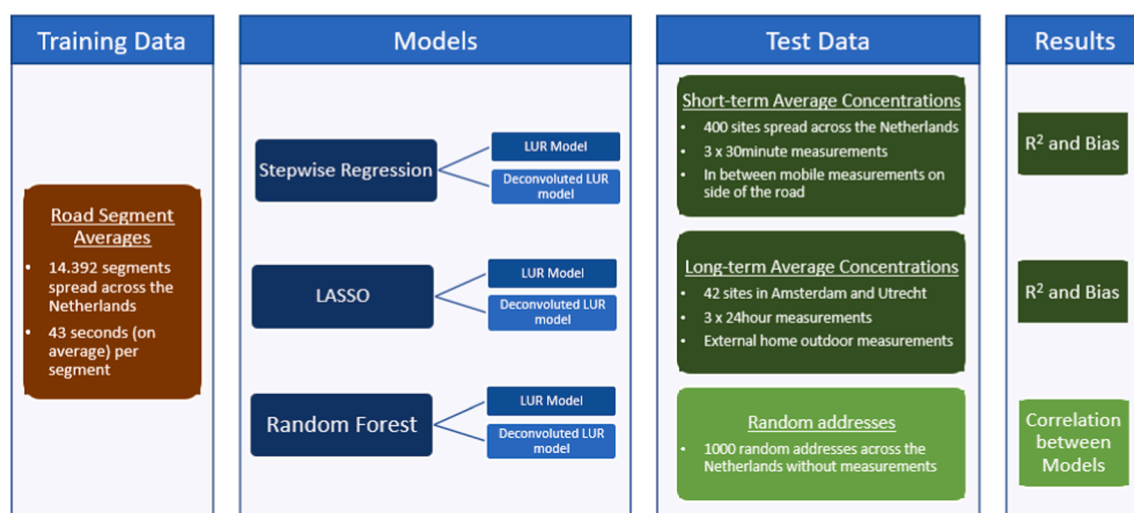 Training Data
Road Segment
Averages
• 14.392 segments
spread across the
Netherlands
• 43 seconds (on
average) per
segment
Models
Stepwise Regression
LUR Model
Deconvoluted LUR
model
LASSO
LUR Model
Deconvoluted LUR
model
Random Forest
LUR Model
Deconvoluted LUR
model
Test Data
Short-term Average Concentrations
• 400 sites spread across the Netherlands
• 3 x 30minute measurements
• In between mobile measurements on
side of the road
Long-term Average Concentrations
• 42 sites in Amsterdam and Utrecht
• 3 x 24hour measurements
• External home outdoor measurements
Random addresses
• 1000 random addresses across the
Netherlands without measurements
Results
R² and Bias
R² and Bias
Correlation
between
Models